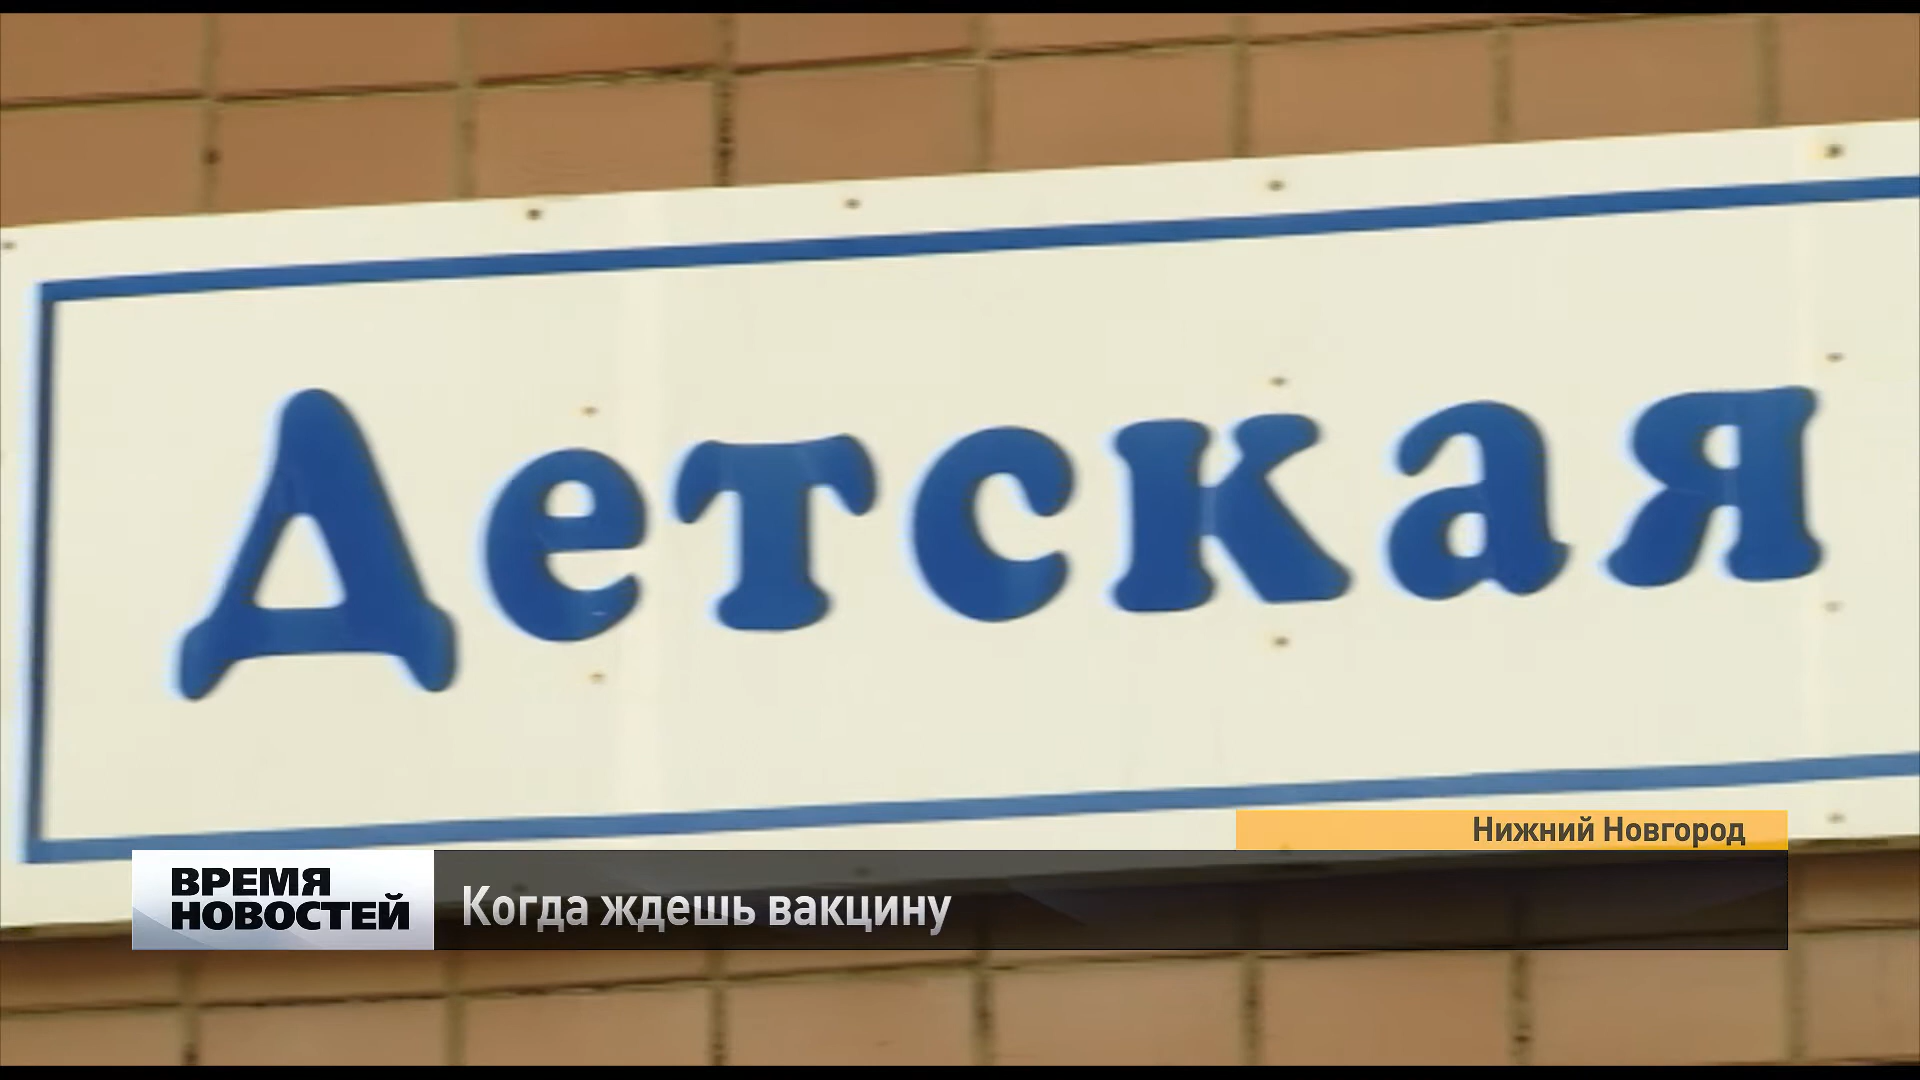 Детская
Нижний Новгород
ВРЕМЯ
НОВОСТЕЙ
Когда ждешь вакцину